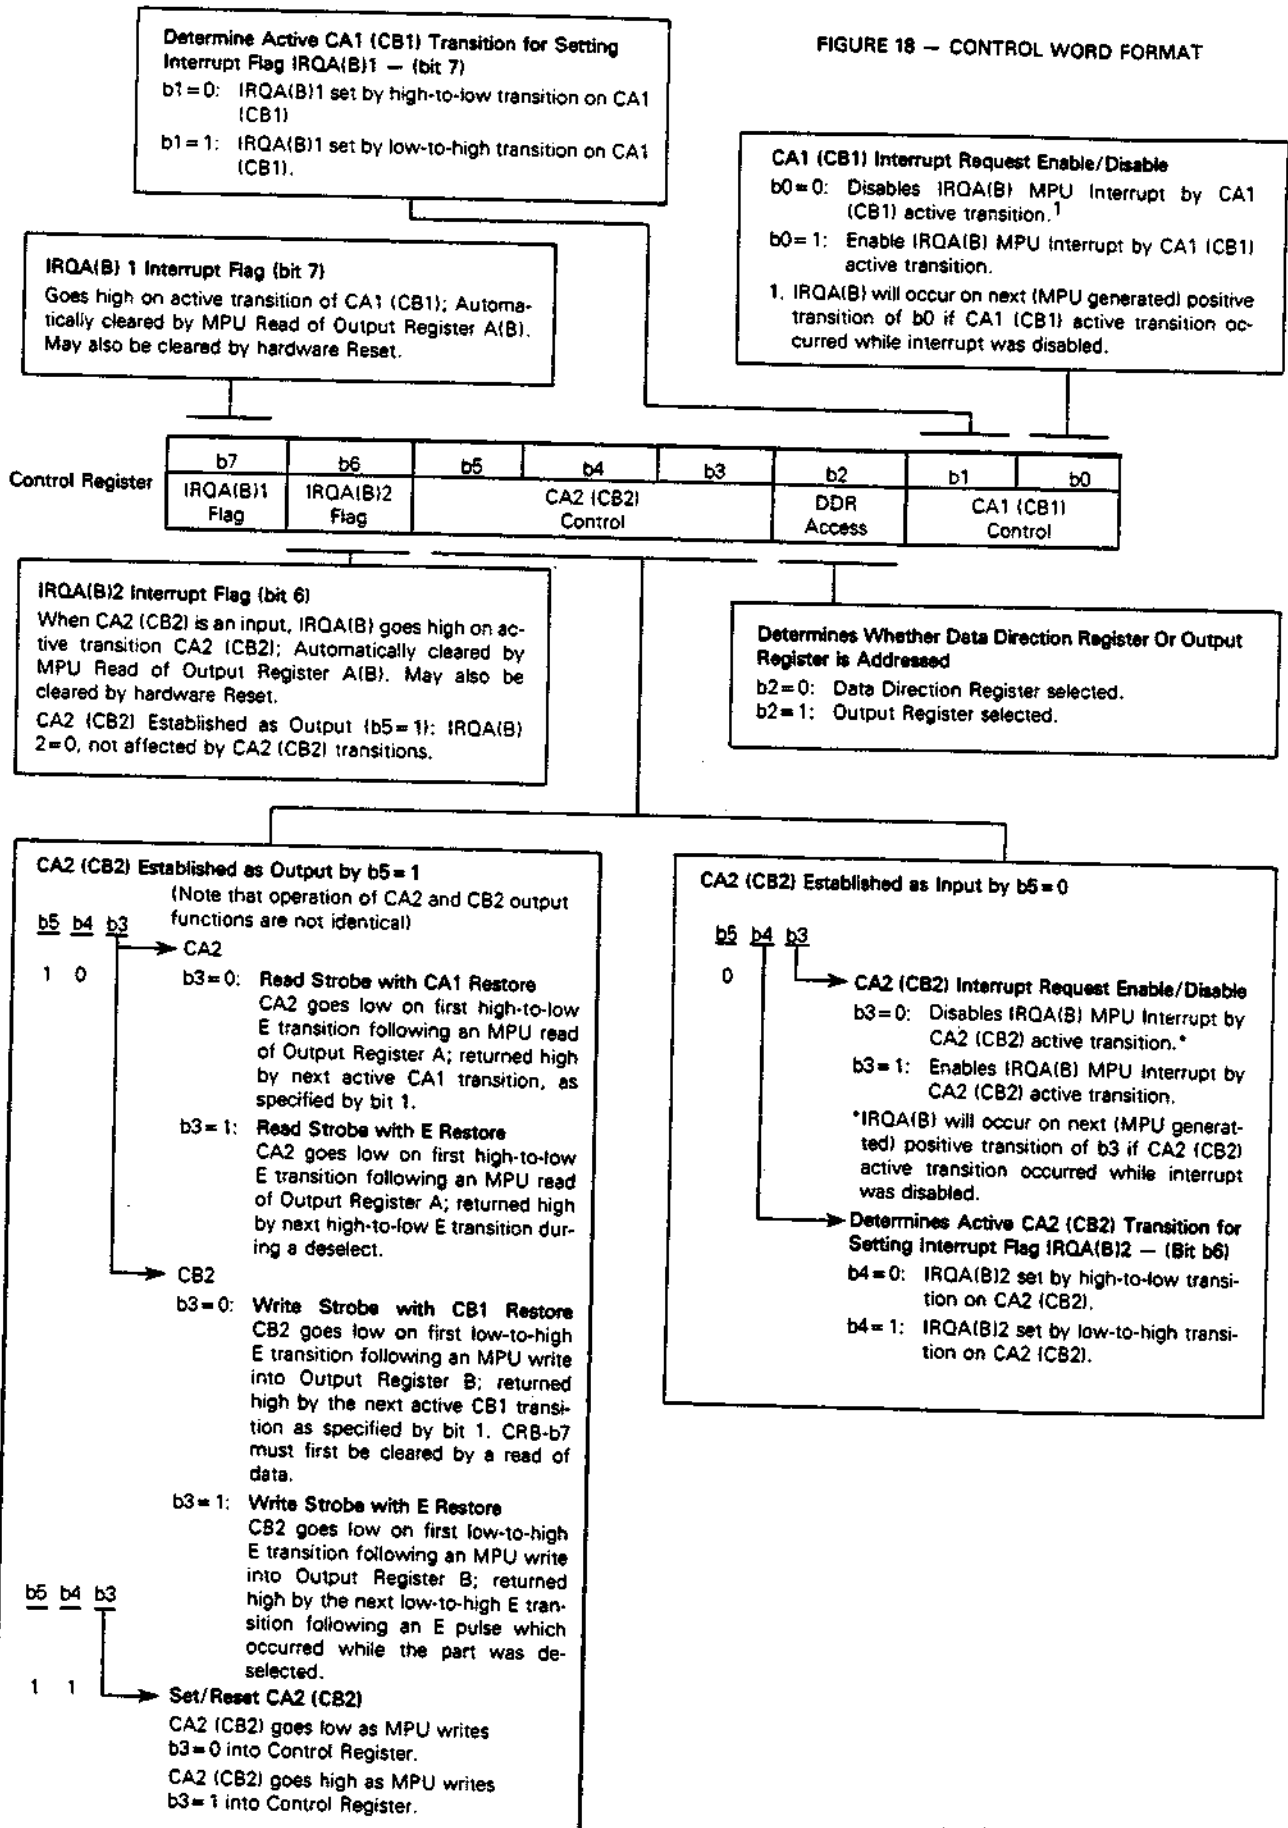 FIGURE 18 — CONTROL WORD FORMAT
Determine Active CA1 (CB1) Transition for Setting
Interrupt Flag IRQA(B)1 — (bit 7)
b1=0: IRQA(B)1 set by high-to-low transition on CA1
(CB1)
b1=1: IRQA(B)1 set by low-to-high transition on CA1
(CB1).
CA1 (CB1) Interrupt Request Enable/Disable
b0=0: Disables IRQA(B) MPU Interrupt by CA1
(CB1) active transition.1
b0=1: Enable IRQA(B) MPU Interrupt by CA1 (CB1)
active transition.
1. IRQA(B) will occur on next (MPU generated) positive
transition of b0 if CA1 (CB1) active transition oc-
curred while interrupt was disabled.
IRQA(B) 1 Interrupt Flag (bit 7)
Goes high on active transition of CA1 (CB1); Automa-
tically cleared by MPU Read of Output Register A(B).
May also be cleared by hardware Reset.
Control Register
b7 b6 b5 b4 b3 b2 b1 b0
IRQA(B)1 IRQA(B)2 CA2 (CB2) DDR CA1 (CB1)
Flag Flag Control Access Control
IRQA(B)2 Interrupt Flag (bit 6)
When CA2 (CB2) is an input, IRQA(B) goes high on ac-
tive transition CA2 (CB2); Automatically cleared by
MPU Read of Output Register A(B). May also be
cleared by hardware Reset.
CA2 (CB2) Established as Output (b5=1): IRQA(B)
2=0, not affected by CA2 (CB2) transitions.
Determines Whether Data Direction Register Or Output
Register is Addressed
b2=0: Data Direction Register selected.
b2=1: Output Register selected.
CA2 (CB2) Established as Output by b5=1
(Note that operation of CA2 and CB2 output
functions are not identical)
b5 b4 b3
CA2
1 0
b3=0: Read Strobe with CA1 Restore
CA2 goes low on first high-to-low
E transition following an MPU read
of Output Register A; returned high
by next active CA1 transition, as
specified by bit 1.
b3=1: Read Strobe with E Restore
CA2 goes low on first high-to-low
E transition following an MPU read
of Output Register A; returned high
by next high-to-low E transition dur-
ing a deselect.
CB2
b3=0: Write Strobe with CB1 Restore
CB2 goes low on first low-to-high
E transition following an MPU write
into Output Register B; returned
high by the next active CB1 transi-
tion as specified by bit 1. CRB-b7
must first be cleared by a read of
data.
b3=1: Write Strobe with E Restore
CB2 goes low on first low-to-high
E transition following an MPU write
into Output Register B; returned
high by the next low-to-high E tran-
sition following an E pulse which
occurred while the part was de-
selected.
b5 b4 b3
1 1
Set/Reset CA2 (CB2)
CA2 (CB2) goes low as MPU writes
b3=0 into Control Register.
CA2 (CB2) goes high as MPU writes
b3=1 into Control Register.
CA2 (CB2) Established as Input by b5=0
b5 b4 b3
0
CA2 (CB2) Interrupt Request Enable/Disable
b3=0: Disables IRQA(B) MPU Interrupt by
CA2 (CB2) active transition.*
b3=1: Enables IRQA(B) MPU Interrupt by
CA2 (CB2) active transition.
*IRQA(B) will occur on next (MPU generat-
ted) positive transition of b3 if CA2 (CB2)
active transition occurred while interrupt
was disabled.
Determines Active CA2 (CB2) Transition for
Setting Interrupt Flag IRQA(B)2 — (Bit b6)
b4=0: IRQA(B)2 set by high-to-low transi-
tion on CA2 (CB2).
b4=1: IRQA(B)2 set by low-to-high transi-
tion on CA2 (CB2).